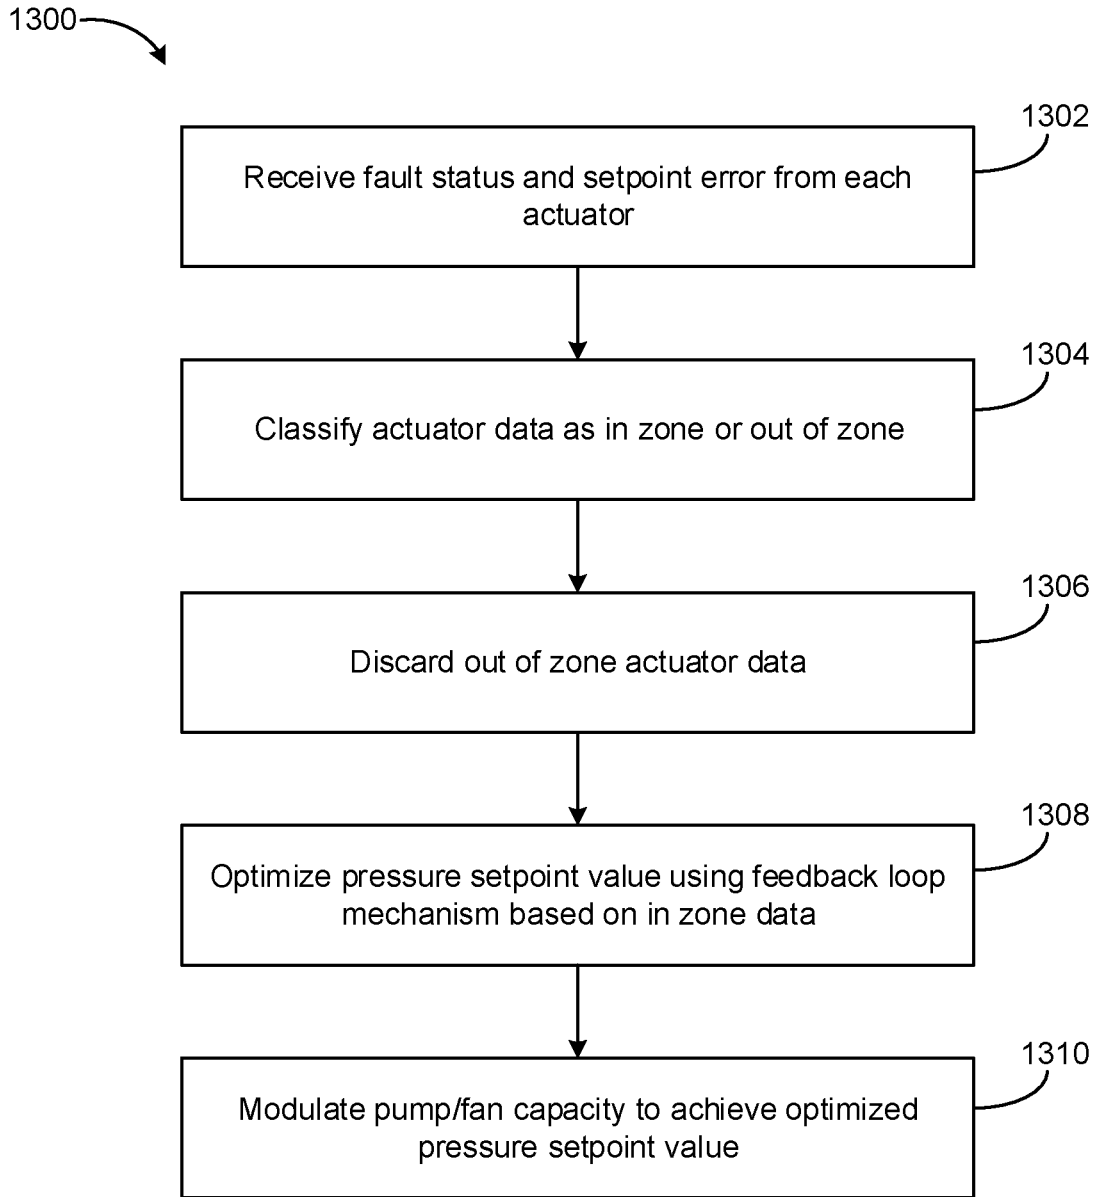 1300
1302
Receive fault status and setpoint error from each
actuator
1304
Classify actuator data as in zone or out of zone
1306
Discard out of zone actuator data
1308
Optimize pressure setpoint value using feedback loop
mechanism based on in zone data
1310
Modulate pump/fan capacity to achieve optimized
pressure setpoint value